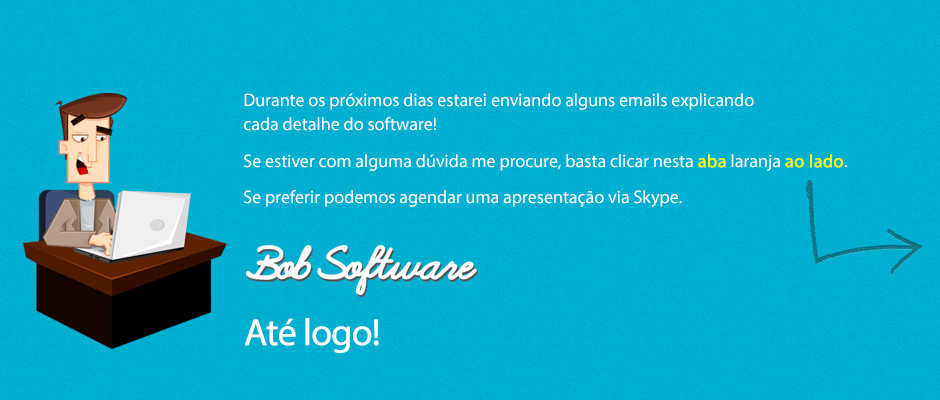 Durante os próximos dias estarei enviando alguns emails explicando
cada detalhe do software!
Se estiver com alguma dúvida me procure, basta clicar nesta aba laranja ao lado.
Se preferir podemos agendar uma apresentação via Skype.
Bob Software
Até logo!